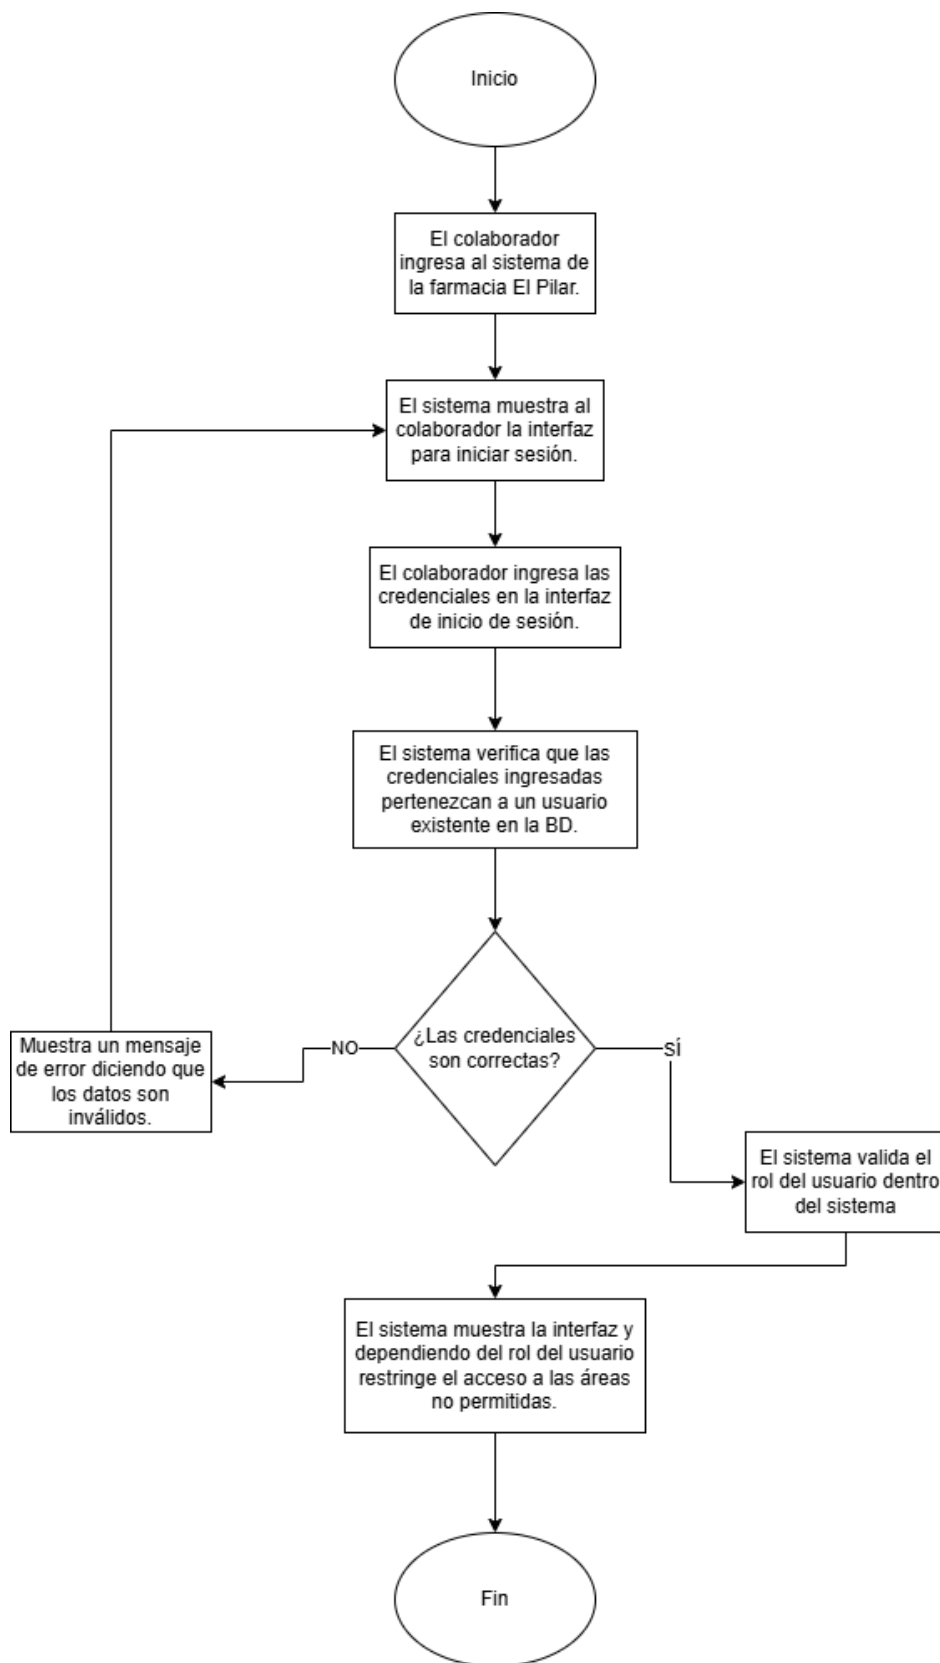 Inicio
El colaborador
ingresa al sistema de
la farmacia El Pilar.
El sistema muestra al
colaborador la interfaz
para iniciar sesión.
El colaborador ingresa las
credenciales en la interfaz
de inicio de sesión.
El sistema verifica que las
credenciales ingresadas
pertenezcan a un usuario
existente en la BD.
¿Las credenciales
son correctas?
NO
SÍ
Muestra un mensaje
de error diciendo que
los datos son
inválidos.
El sistema valida el
rol del usuario dentro
del sistema
El sistema muestra la interfaz y
dependiendo del rol del usuario
restringe el acceso a las áreas
no permitidas.
Fin